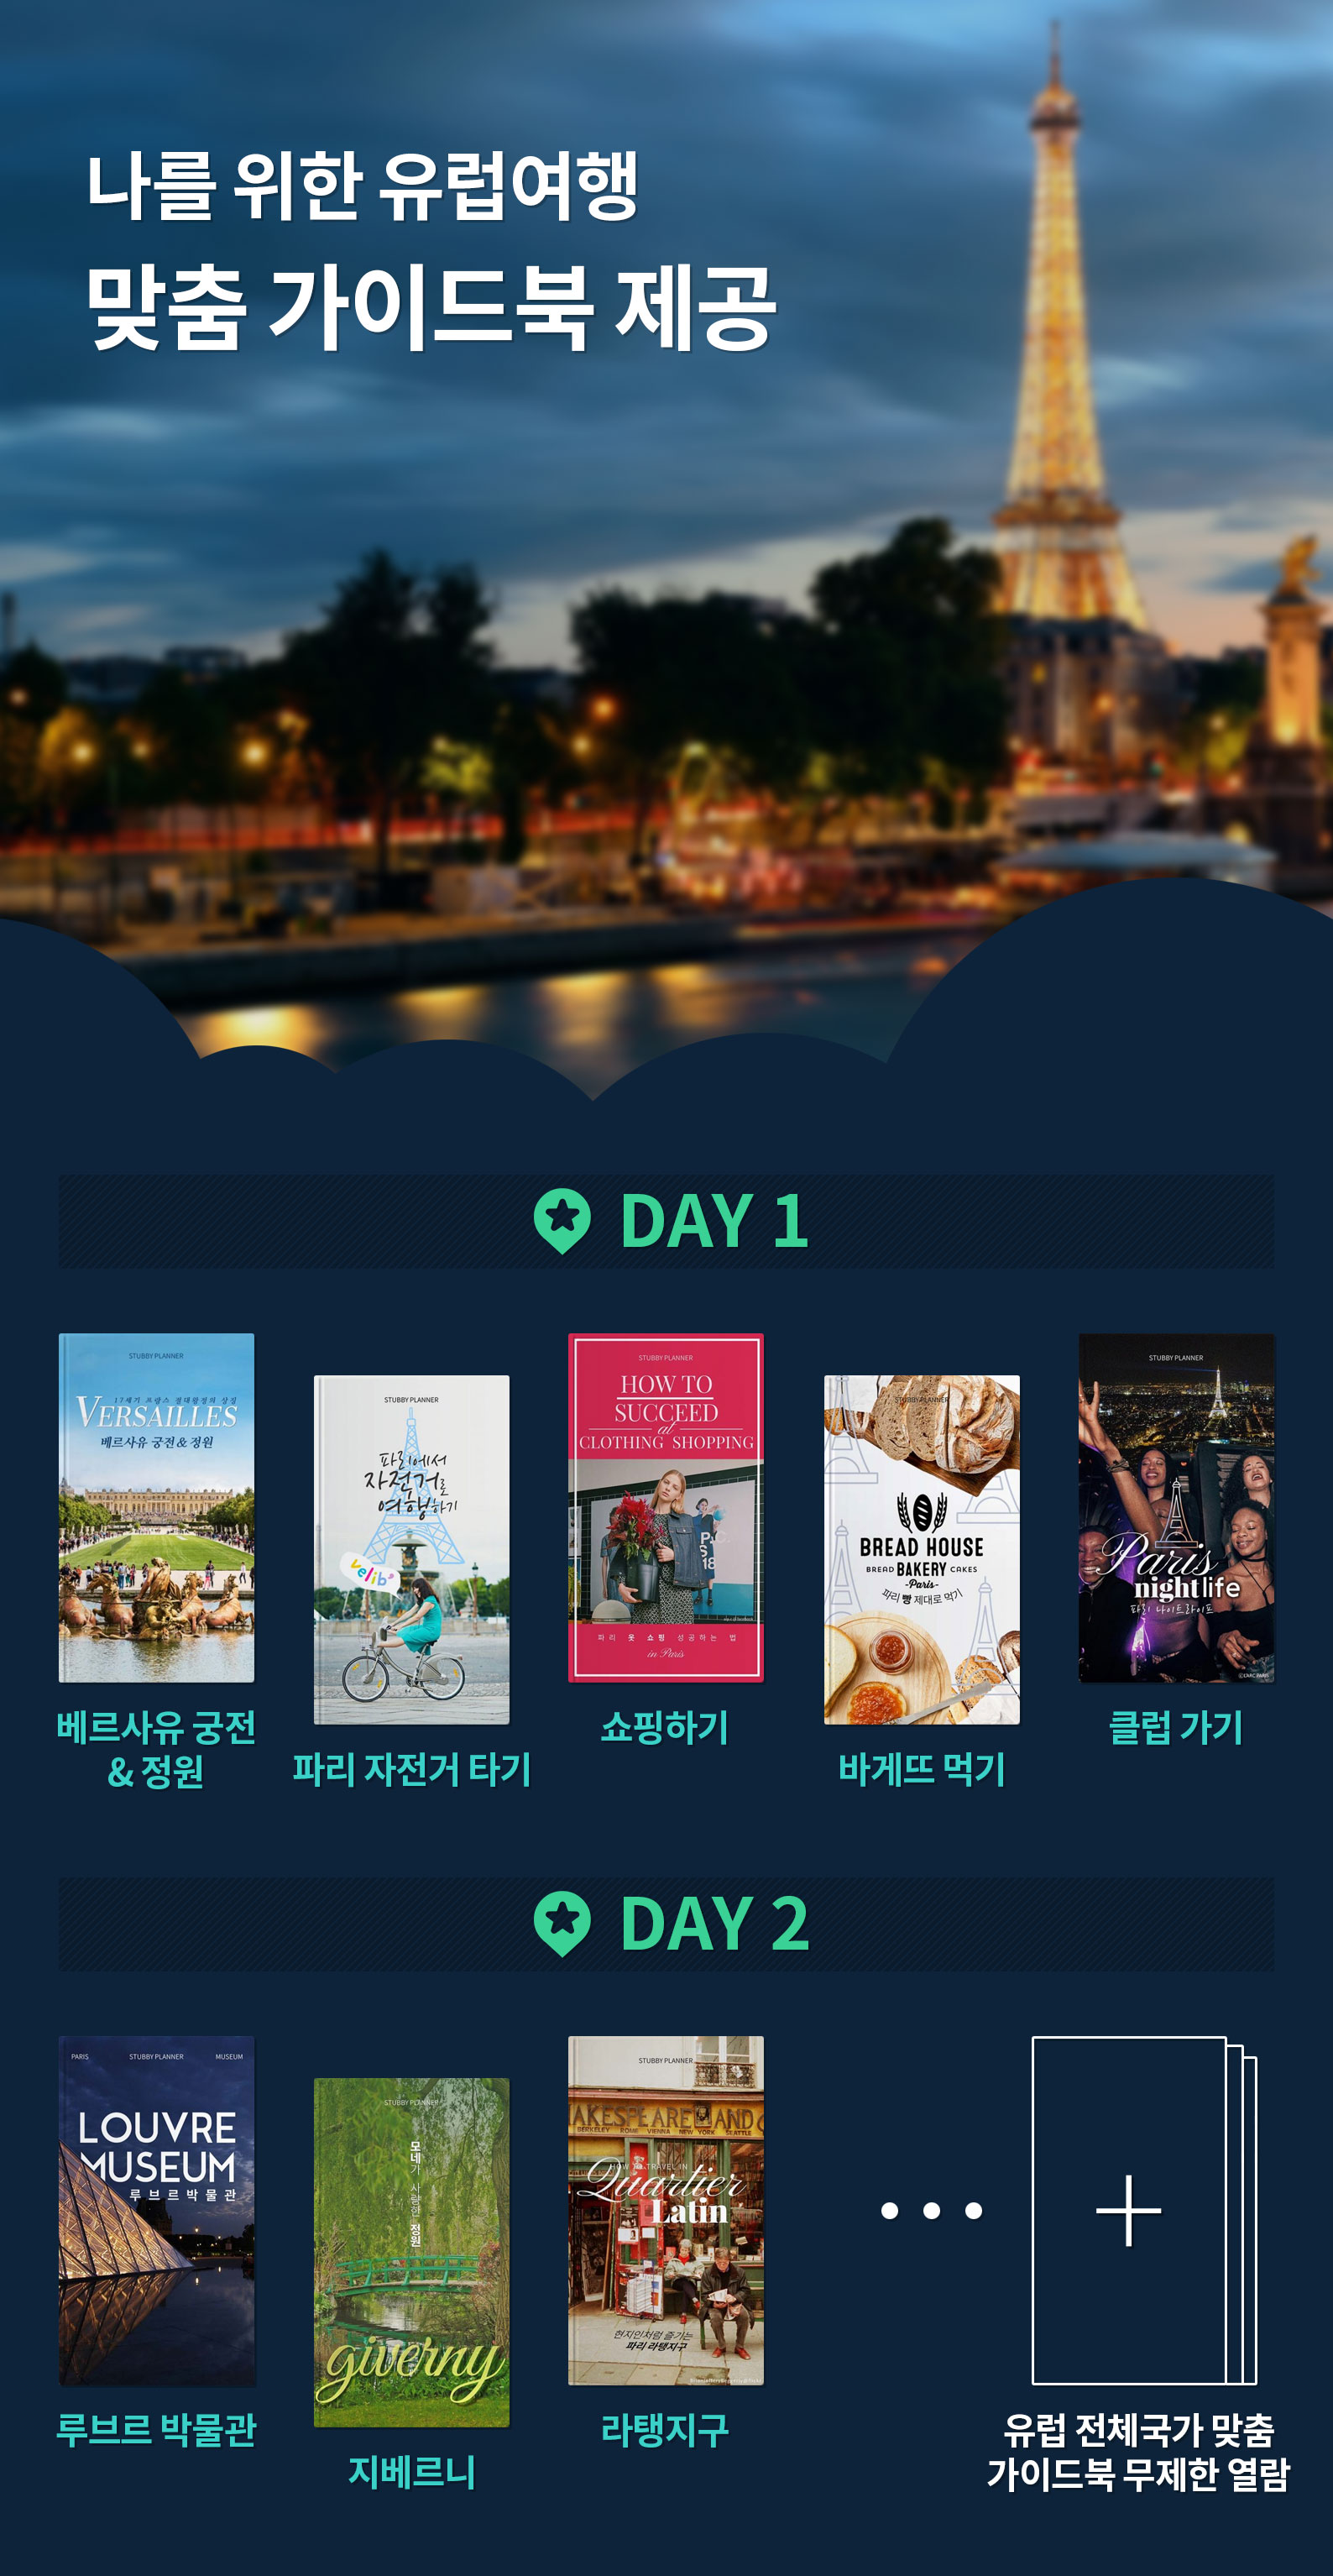 나를 위한 유럽여행
맞춤 가이드북 제공
DAY 1
STUBBY PLANNER
17세기 프랑스 절대왕정의 상징
VERSAILLES
베르사유 궁전 & 정원
베르사유 궁전
& 정원
STUBBY PLANNER
파리에서
자전거로
여행하기
velib'
파리 자전거 타기
STUBBY PLANNER
HOW TO
SUCCEED
at
CLOTHING SHOPPING
파리 옷 쇼핑 성공하는 법
in Paris
쇼핑하기
STUBBY PLANNER
BREAD HOUSE
BREAD BAKERY CAKES
-Paris-
파리 빵 제대로 먹기
바게뜨 먹기
STUBBY PLANNER
Paris
nightlife
파리 나이트라이프
클럽 가기
DAY 2
PARIS STUBBY PLANNER MUSEUM
LOUVRE
MUSEUM
루브르박물관
루브르 박물관
STUBBY PLANNER
모네가 사랑한 정원
giverny
지베르니
STUBBY PLANNER
AKESPEARE AND
BERKELEY ROME VIENNA NEW YORK SEATTLE
HOW TO TRAVEL IN
Quartier
Latin
현지인처럼 즐기는
파리 라탱지구
라탱지구
유럽 전체국가 맞춤
가이드북 무제한 열람